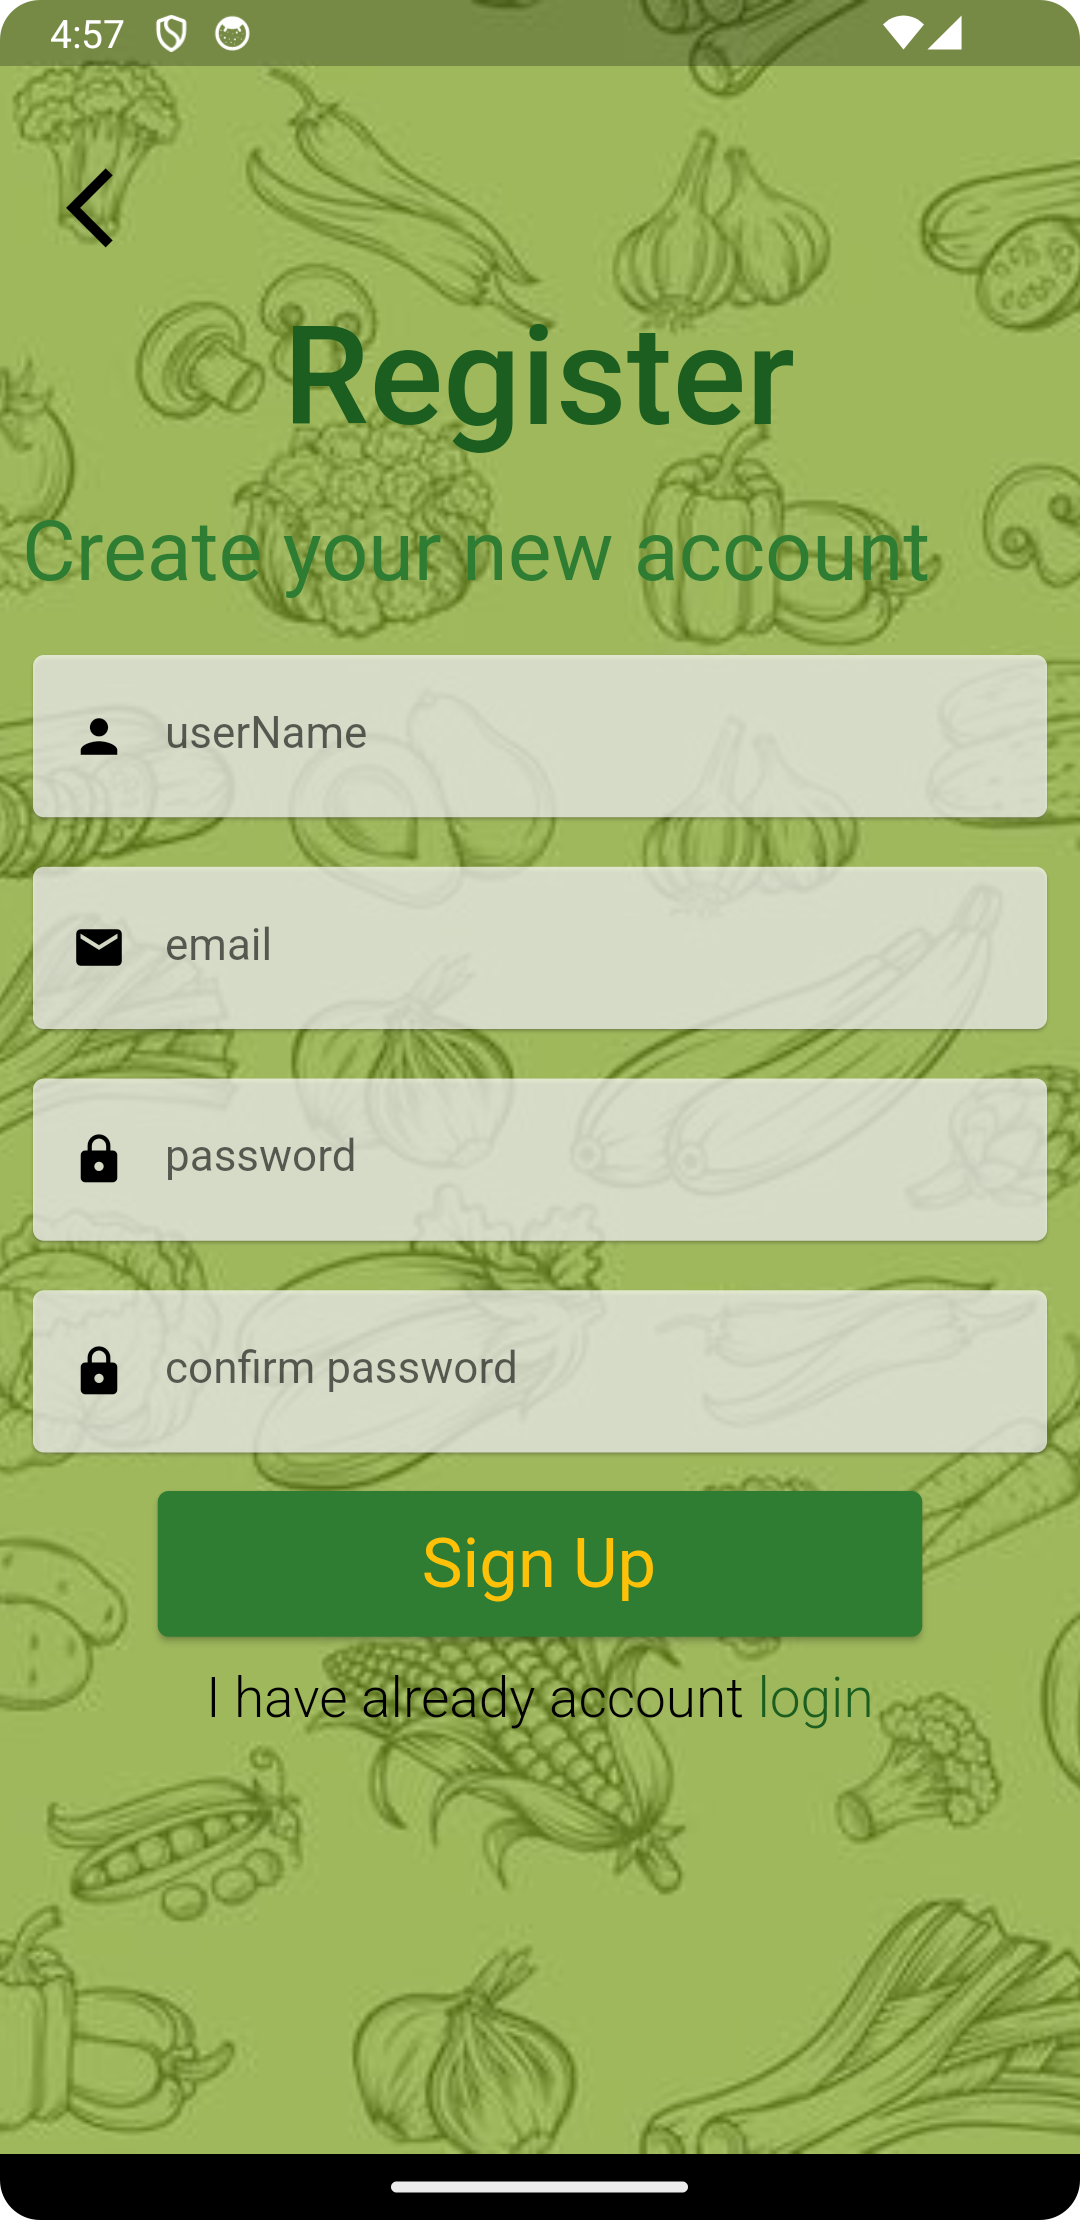 4:57
Register
Create your new account
userName
email
password
confirm password
Sign Up
I have already account login